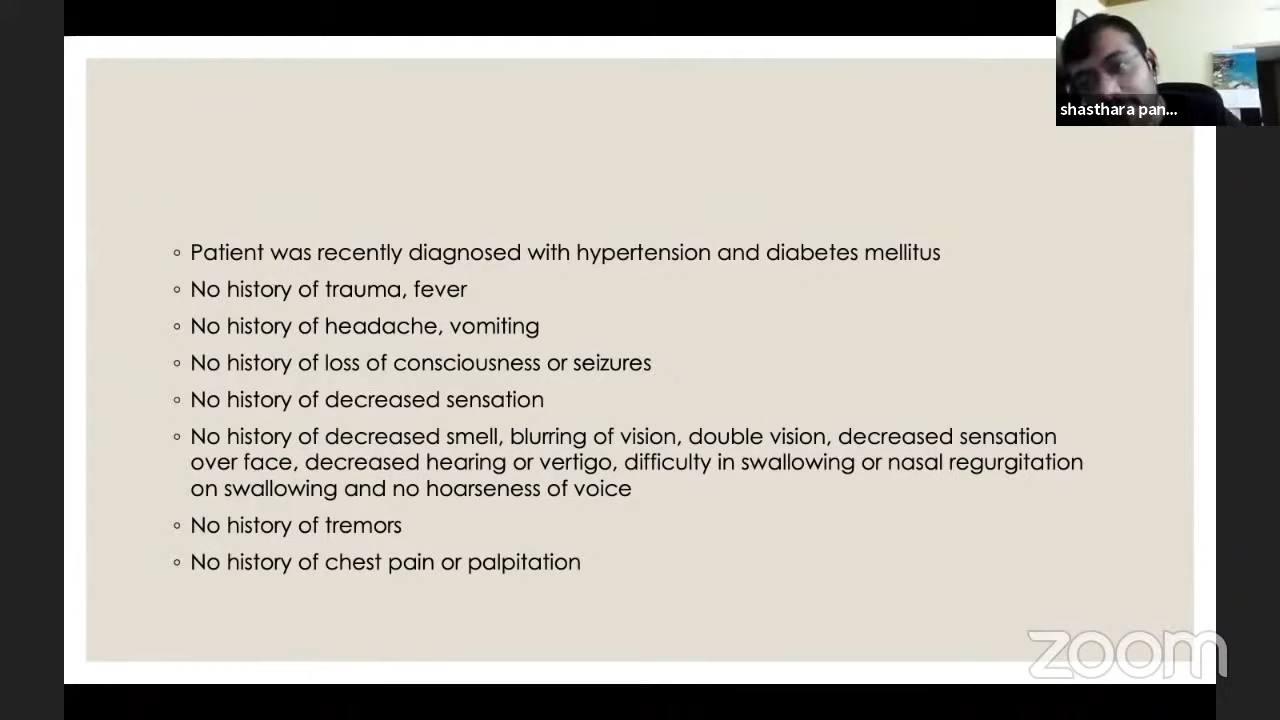 shasthara pan...
◦ Patient was recently diagnosed with hypertension and diabetes mellitus
◦ No history of trauma, fever
◦ No history of headache, vomiting
◦ No history of loss of consciousness or seizures
◦ No history of decreased sensation
◦ No history of decreased smell, blurring of vision, double vision, decreased sensation
over face, decreased hearing or vertigo, difficulty in swallowing or nasal regurgitation
on swallowing and no hoarseness of voice
◦ No history of tremors
◦ No history of chest pain or palpitation
zoom